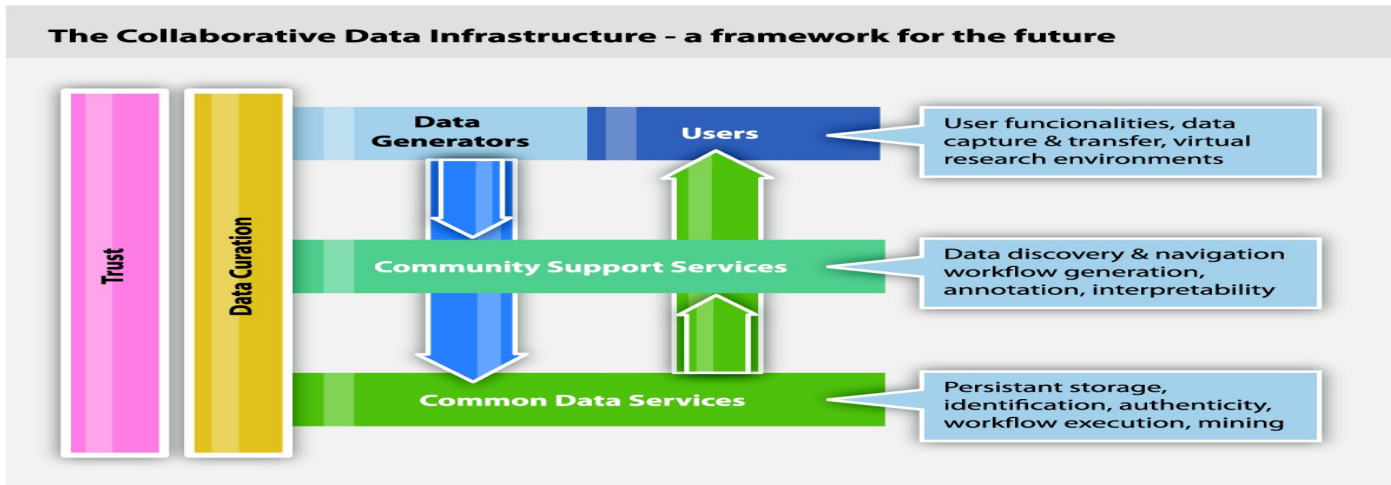 The Collaborative Data Infrastructure - a framework for the future
Trust
Data Curation
Data
Generators
Users
User funcionalities, data
capture & transfer, virtual
research environments
Community Support Services
Data discovery & navigation
workflow generation,
annotation, interpretability
Common Data Services
Persistant storage,
identification, authenticity,
workflow execution, mining